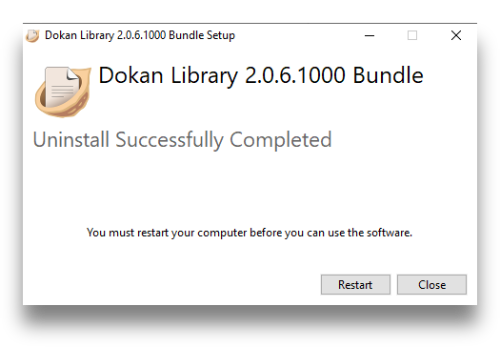 Dokan Library 2.0.6.1000 Bundle Setup
Dokan Library 2.0.6.1000 Bundle
Uninstall Successfully Completed
You must restart your computer before you can use the software.
Restart Close